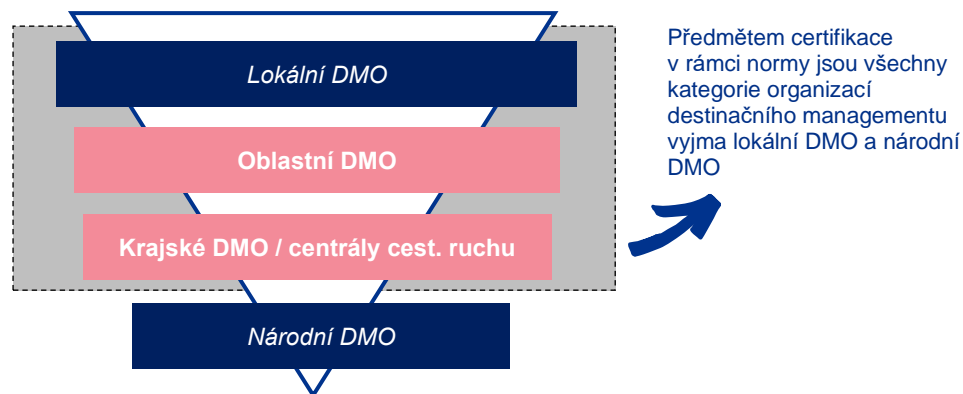 Lokální DMO
Oblastní DMO
Krajské DMO / centrály cest. ruchu
Národní DMO
Předmětem certifikace
v rámci normy jsou všechny
kategorie organizací
destinačního managementu
vyjma lokální DMO a národní
DMO